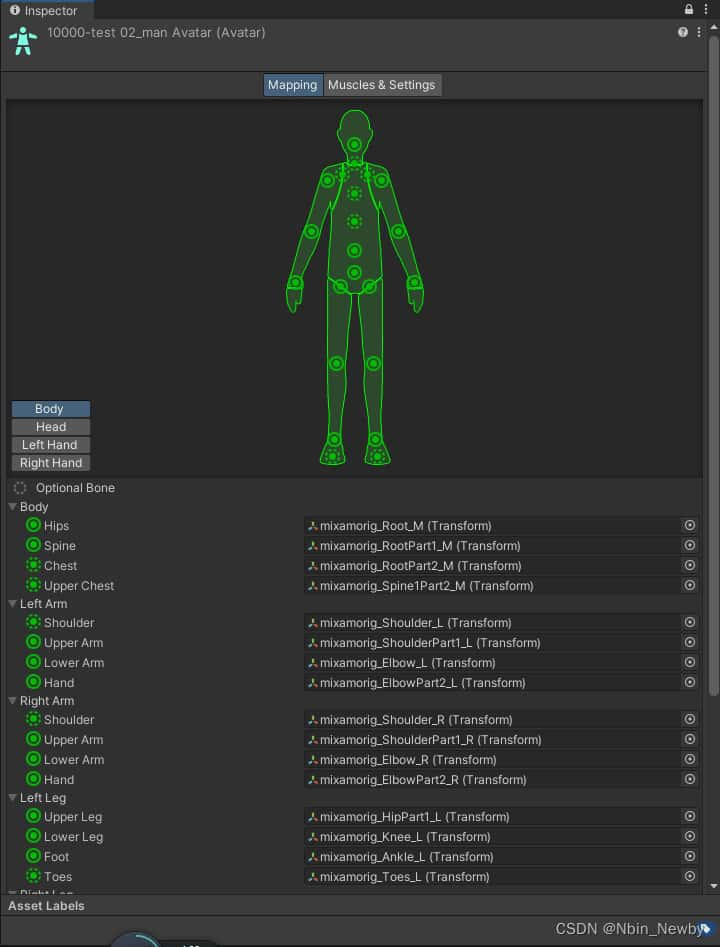 Inspector
10000-test 02_man Avatar (Avatar)
Mapping Muscles & Settings
Body
Head
Left Hand
Right Hand
Optional Bone
Body
Hips mixamorig_Root_M (Transform)
Spine mixamorig_RootPart1_M (Transform)
Chest mixamorig_RootPart2_M (Transform)
Upper Chest mixamorig_Spine1Part2_M (Transform)
Left Arm
Shoulder mixamorig_Shoulder_L (Transform)
Upper Arm mixamorig_ShoulderPart1_L (Transform)
Lower Arm mixamorig_Elbow_L (Transform)
Hand mixamorig_ElbowPart2_L (Transform)
Right Arm
Shoulder mixamorig_Shoulder_R (Transform)
Upper Arm mixamorig_ShoulderPart1_R (Transform)
Lower Arm mixamorig_Elbow_R (Transform)
Hand mixamorig_ElbowPart2_R (Transform)
Left Leg
Upper Leg mixamorig_HipPart1_L (Transform)
Lower Leg mixamorig_Knee_L (Transform)
Foot mixamorig_Ankle_L (Transform)
Toes mixamorig_Toes_L (Transform)
Right Leg
Asset Labels
CSDN @Nbin_Newby